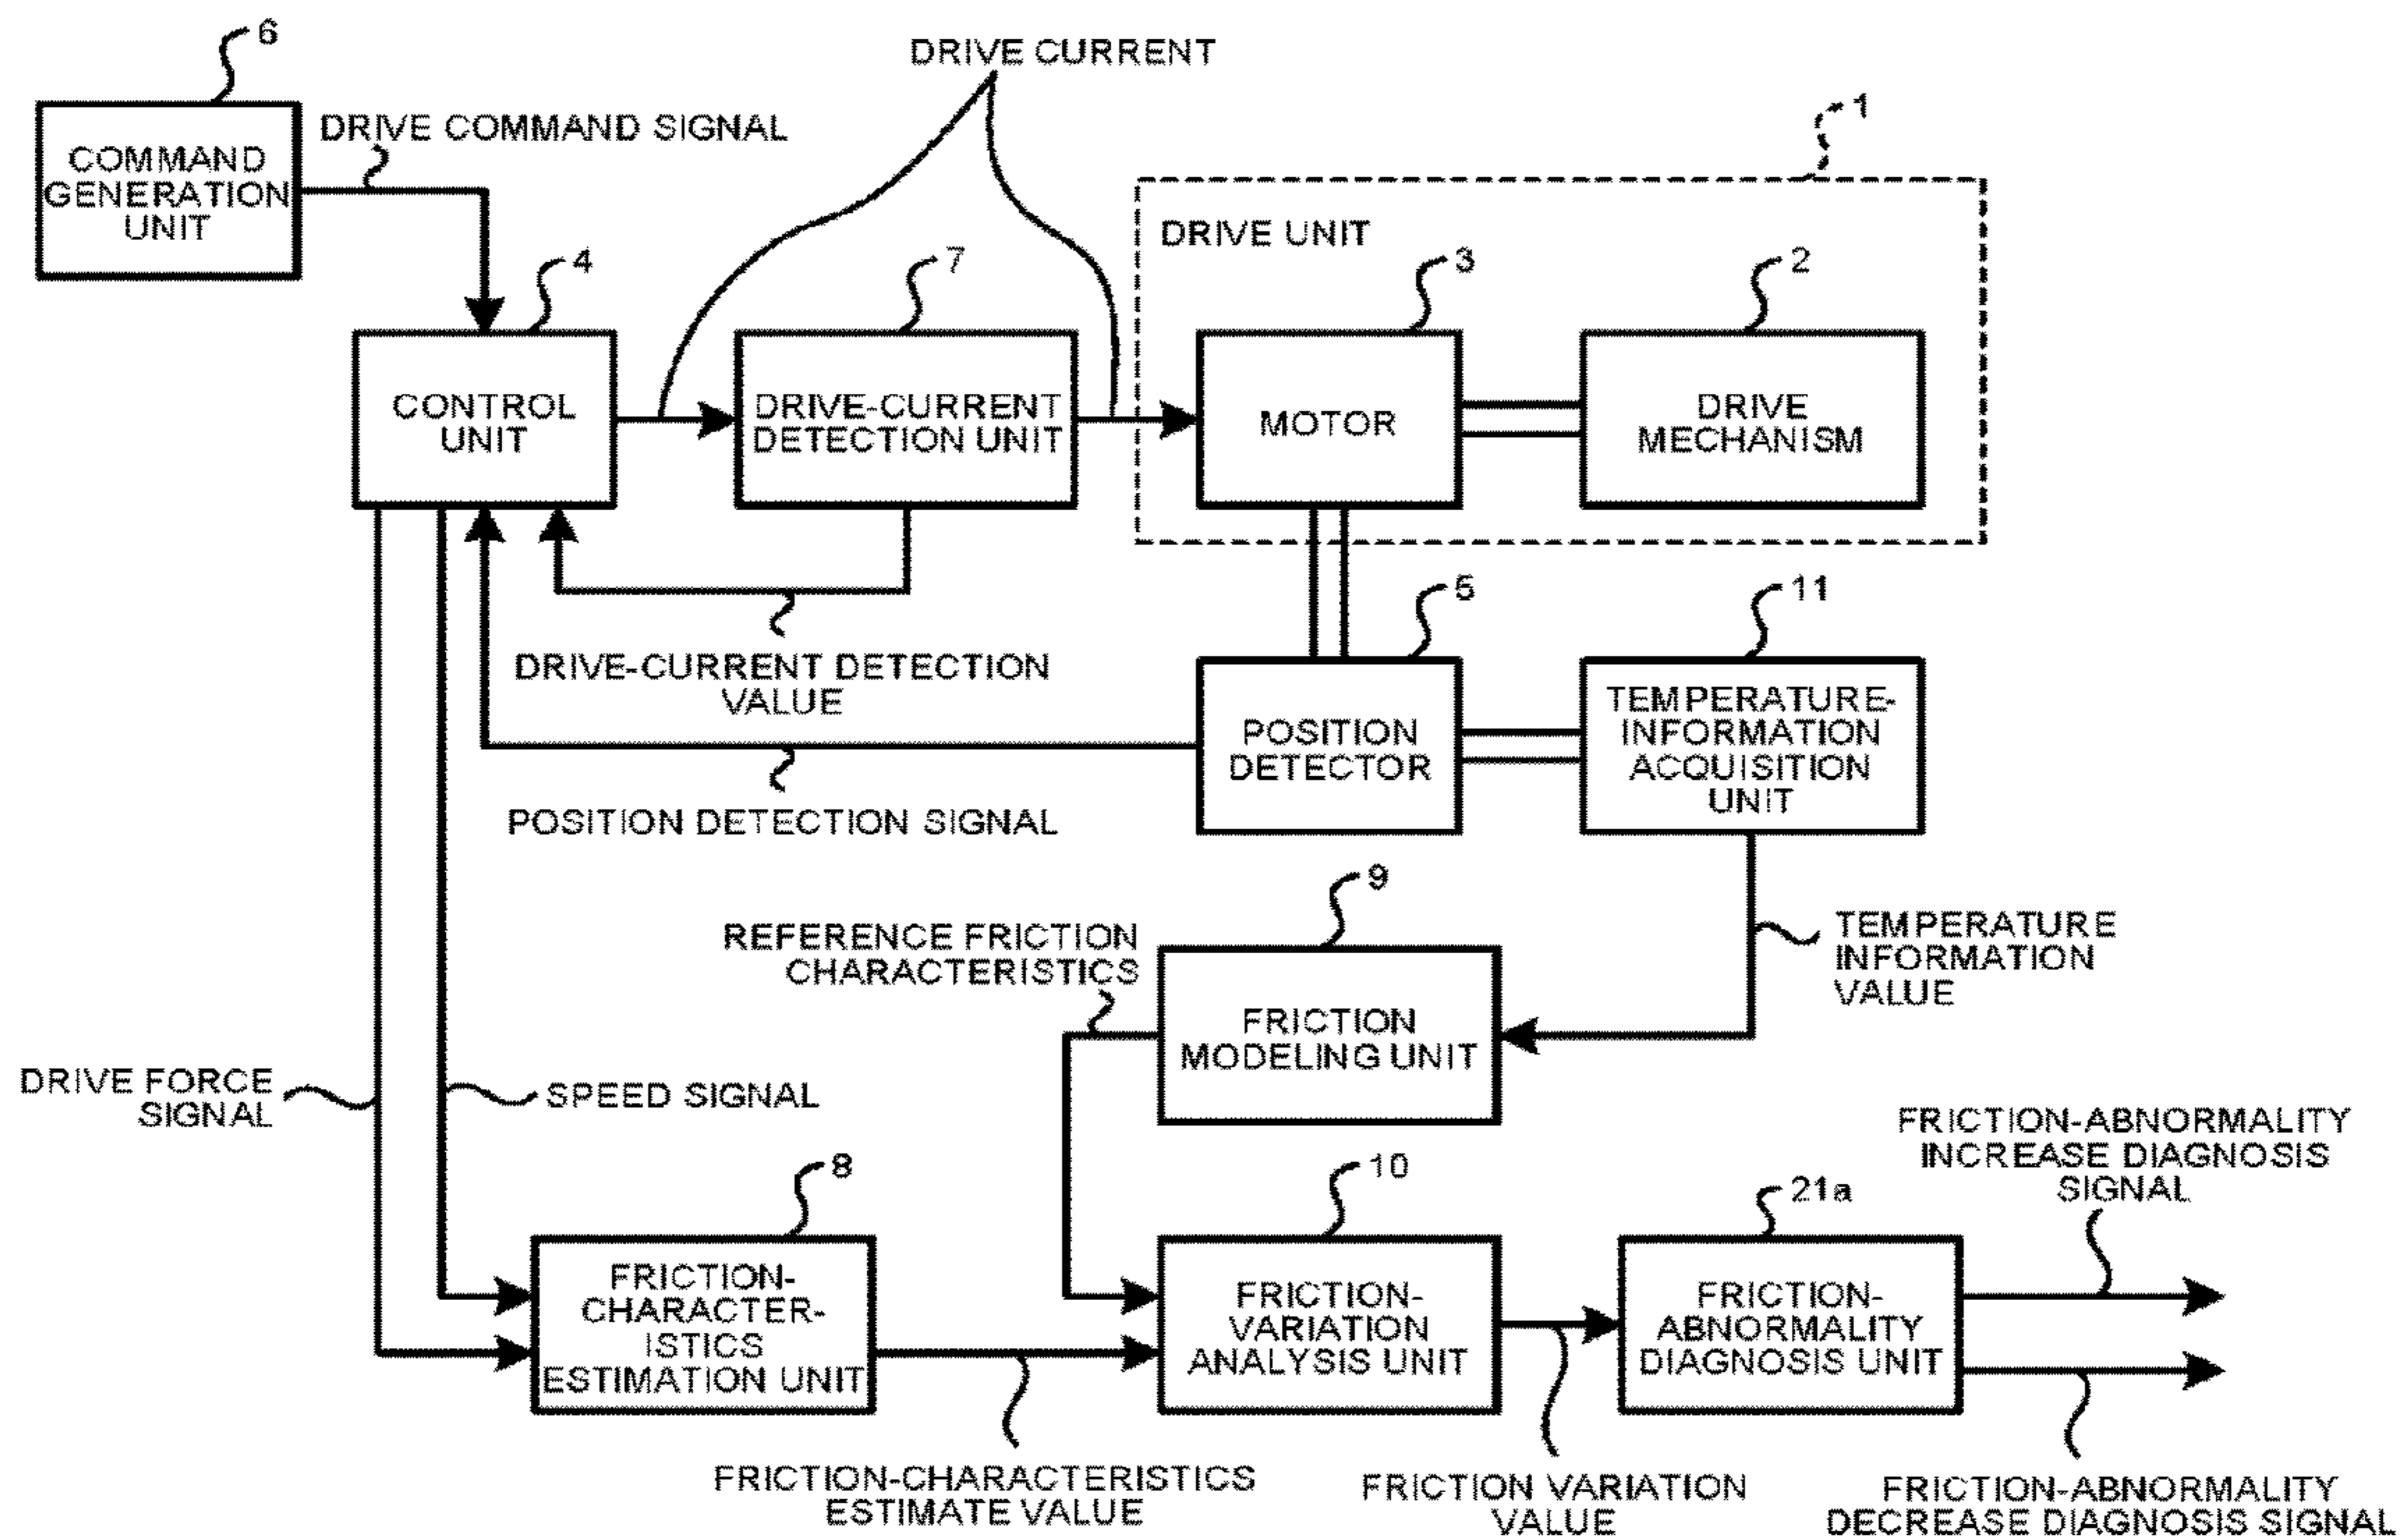 6
DRIVE CURRENT
1
DRIVE COMMAND SIGNAL
COMMAND
GENERATION
UNIT
DRIVE UNIT
4
7
3
2
CONTROL
UNIT
DRIVE-CURRENT
DETECTION UNIT
MOTOR
DRIVE
MECHANISM
5
11
DRIVE-CURRENT DETECTION
VALUE
POSITION
DETECTOR
TEMPERATURE-
INFORMATION
ACQUISITION
UNIT
POSITION DETECTION SIGNAL
9
REFERENCE FRICTION
CHARACTERISTICS
TEMPERATURE
INFORMATION
VALUE
FRICTION
MODELING UNIT
DRIVE FORCE
SIGNAL
SPEED SIGNAL
FRICTION-ABNORMALITY
INCREASE DIAGNOSIS
SIGNAL
8
10
21a
FRICTION-
CHARACTER-
ISTICS
ESTIMATION UNIT
FRICTION-
VARIATION
ANALYSIS UNIT
FRICTION-
ABNORMALITY
DIAGNOSIS UNIT
FRICTION-CHARACTERISTICS
ESTIMATE VALUE
FRICTION VARIATION
VALUE
FRICTION-ABNORMALITY
DECREASE DIAGNOSIS SIGNAL